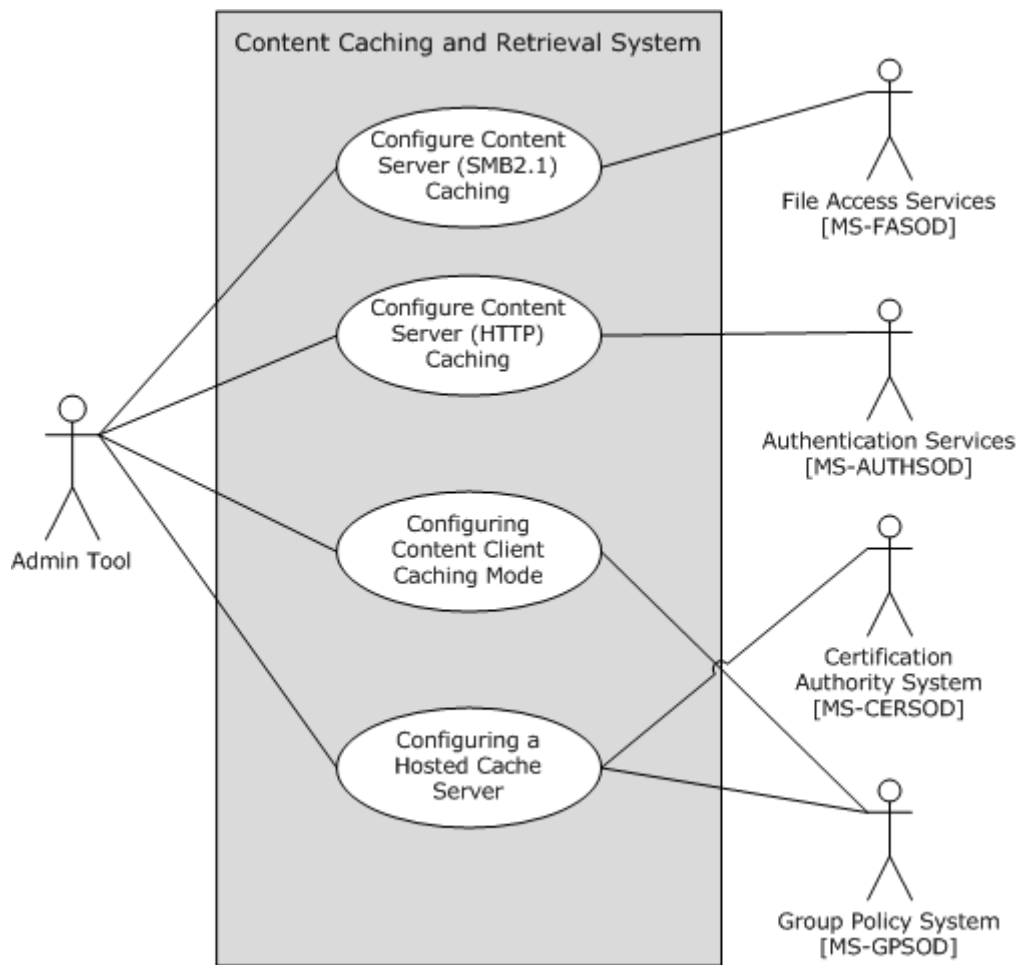 Content Caching and Retrieval System
Configure Content
Server (SMB2.1)
Caching
File Access Services
[MS-FASOD]
Configure Content
Server (HTTP)
Caching
Authentication Services
[MS-AUTHSOD]
Admin Tool
Configuring
Content Client
Caching Mode
Certification
Authority System
[MS-CERSOD]
Configuring a
Hosted Cache
Server
Group Policy System
[MS-GPSOD]